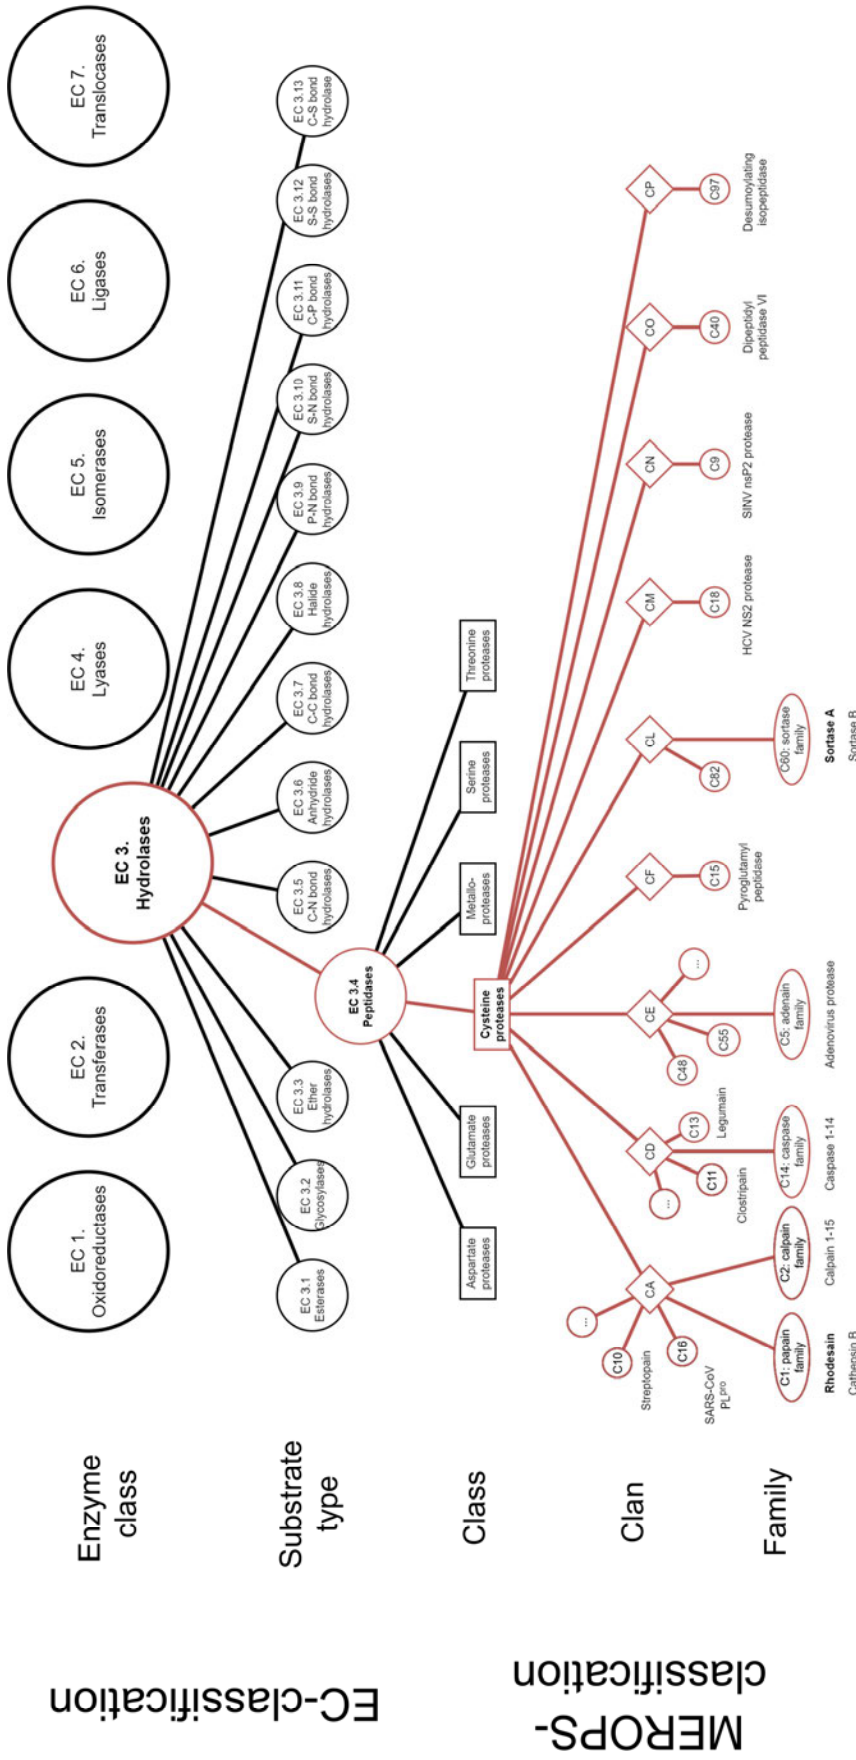 EC-classification
Enzyme
class
EC 1.
Oxidoreductases
EC 2.
Transferases
EC 3.
Hydrolases
EC 4.
Lyases
EC 5.
Isomerases
EC 6.
Ligases
EC 7.
Translocases
Substrate
type
EC 3.1
Esterases
EC 3.2
Glycosylases
EC 3.3
Ether
hydrolases
EC 3.4
Peptidases
EC 3.5
C-N bond
hydrolases
EC 3.6
Anhydride
hydrolases
EC 3.7
C-C bond
hydrolases
EC 3.8
Halide
hydrolases
EC 3.9
P-N bond
hydrolases
EC 3.10
S-N bond
hydrolases
EC 3.11
C-P bond
hydrolases
EC 3.12
S-S bond
hydrolases
EC 3.13
C-S bond
hydrolase
MEROPS-
classification
Class
Aspartate
proteases
Glutamate
proteases
Cysteine
proteases
Metallo-
proteases
Serine
proteases
Threonine
proteases
Clan
CA
CD
CE
CF
CL
CM
CN
CO
CP
...
C10
Streptopain
C16
SARS-CoV
PLpro
...
C11
Clostripain
C13
Legumain
C48
C55
...
C15
Pyroglutamyl
peptidase
C82
C18
HCV NS2 protease
C9
SINV nsP2 protease
C40
Dipeptidyl
peptidase VI
C97
Desumoylating
isopeptidase
Family
C1: papain
family
Rhodesain
Cathepsin B
C2: calpain
family
Calpain 1-15
C14: caspase
family
Caspase 1-14
C5: adenain
family
Adenovirus protease
C60: sortase
family
Sortase A
Sortase B